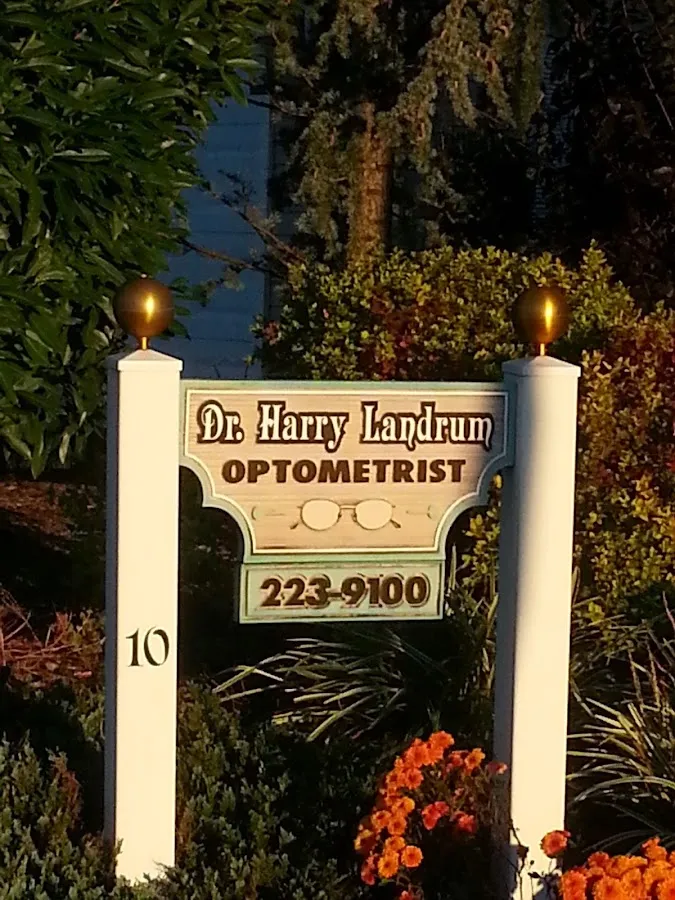 Dr. Harry Landrum
OPTOMETRIST
223-9100
10